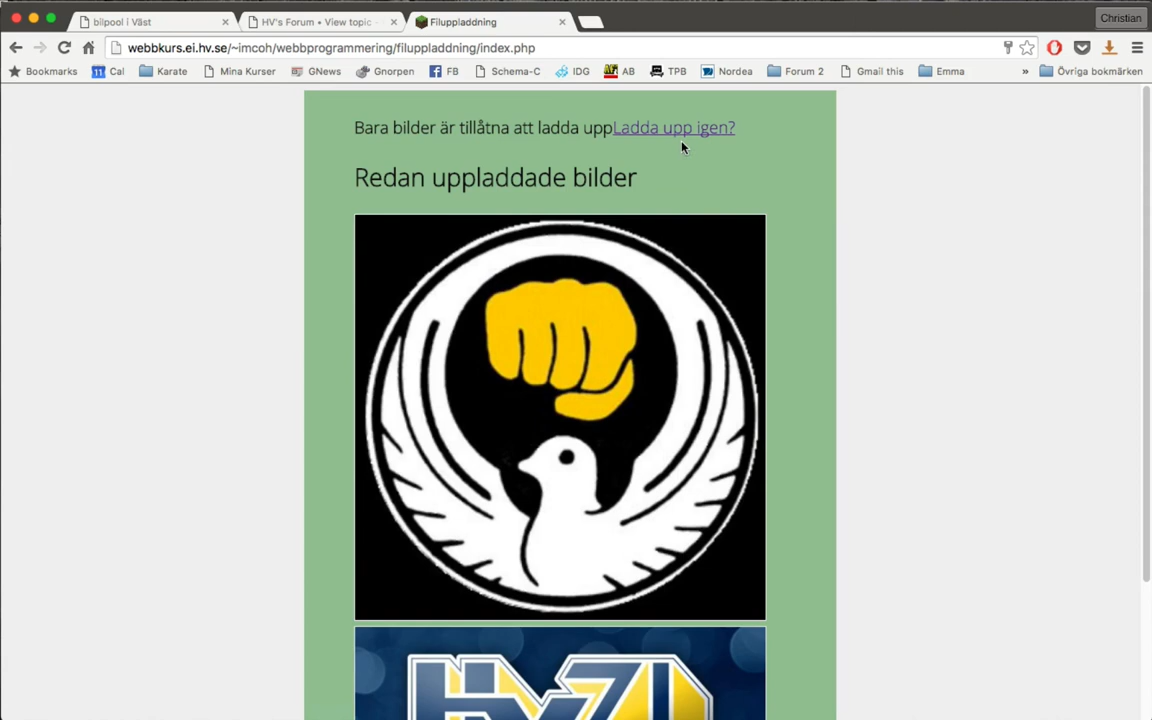 bilpool i Väst
HV's Forum • View topic -
Filuppladdning
Christian
webbkurs.ei.hv.se/~imcoh/webbprogrammering/filuppladdning/index.php
Bookmarks
11 Cal
Karate
Mina Kurser
GNews
Gnorpen
f FB
Schema-C
IDG
AB
TPB
Nordea
Forum 2
Gmail this
Emma
»
Övriga bokmärken
Bara bilder är tillåtna att ladda uppLadda upp igen?
Redan uppladdade bilder